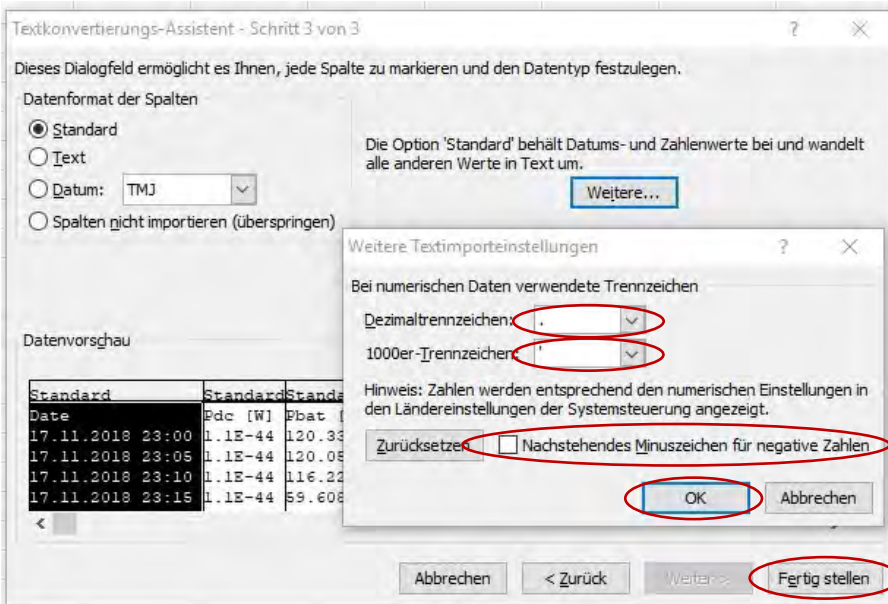 Textkonvertierungs-Assistent - Schritt 3 von 3
Dieses Dialogfeld ermöglicht es Ihnen, jede Spalte zu markieren und den Datentyp festzulegen.
Datenformat der Spalten
Standard
Text
Datum: TMJ
Spalten nicht importieren (überspringen)
Die Option 'Standard' behält Datums- und Zahlenwerte bei und wandelt
alle anderen Werte in Text um.
Weitere...
Weitere Textimporteinstellungen
Bei numerischen Daten verwendete Trennzeichen
Dezimaltrennzeichen: .
1000er-Trennzeichen: '
Hinweis: Zahlen werden entsprechend den numerischen Einstellungen in
den Ländereinstellungen der Systemsteuerung angezeigt.
Zurücksetzen Nachstehendes Minuszeichen für negative Zahlen
OK Abbrechen
Datenvorschau
Standard Standard Standa
Date Pdc [W] Pbat [
17.11.2018 23:00 1.1E-44 120.33
17.11.2018 23:05 1.1E-44 120.05
17.11.2018 23:10 1.1E-44 116.22
17.11.2018 23:15 1.1E-44 59.608
Abbrechen < Zurück Weiter > Fertig stellen